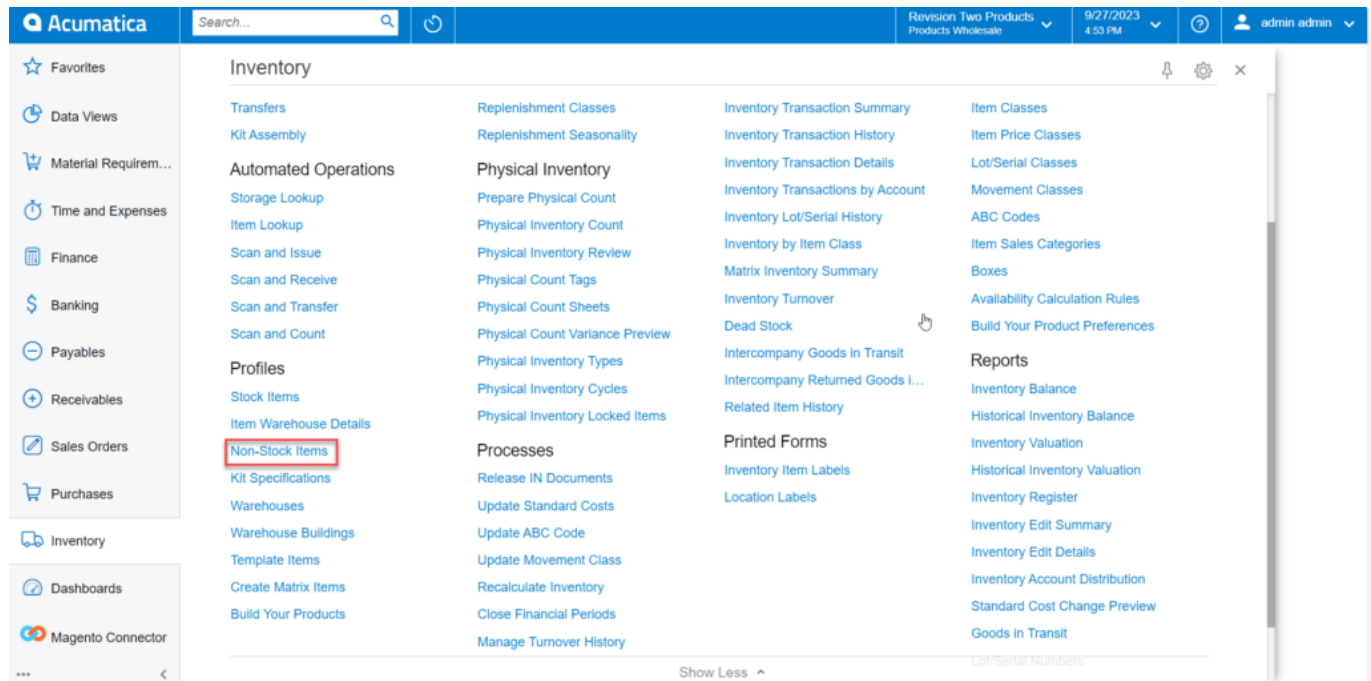 Acumatica
Search...
Revision Two Products
Products Wholesale
9/27/2023
4:53 PM
admin admin
Favorites
Data Views
Material Requirem...
Time and Expenses
Finance
Banking
Payables
Receivables
Sales Orders
Purchases
Inventory
Dashboards
Magento Connector
Inventory
Transfers
Kit Assembly
Automated Operations
Storage Lookup
Item Lookup
Scan and Issue
Scan and Receive
Scan and Transfer
Scan and Count
Profiles
Stock Items
Item Warehouse Details
Non-Stock Items
Kit Specifications
Warehouses
Warehouse Buildings
Template Items
Create Matrix Items
Build Your Products
Replenishment Classes
Replenishment Seasonality
Physical Inventory
Prepare Physical Count
Physical Inventory Count
Physical Inventory Review
Physical Count Tags
Physical Count Sheets
Physical Count Variance Preview
Physical Inventory Types
Physical Inventory Cycles
Physical Inventory Locked Items
Processes
Release IN Documents
Update Standard Costs
Update ABC Code
Update Movement Class
Recalculate Inventory
Close Financial Periods
Manage Turnover History
Inventory Transaction Summary
Inventory Transaction History
Inventory Transaction Details
Inventory Transactions by Account
Inventory Lot/Serial History
Inventory by Item Class
Matrix Inventory Summary
Inventory Turnover
Dead Stock
Intercompany Goods in Transit
Intercompany Returned Goods i...
Related Item History
Printed Forms
Inventory Item Labels
Location Labels
Item Classes
Item Price Classes
Lot/Serial Classes
Movement Classes
ABC Codes
Item Sales Categories
Boxes
Availability Calculation Rules
Build Your Product Preferences
Reports
Inventory Balance
Historical Inventory Balance
Inventory Valuation
Historical Inventory Valuation
Inventory Register
Inventory Edit Summary
Inventory Edit Details
Inventory Account Distribution
Standard Cost Change Preview
Goods in Transit
Lot/Serial Numbers
Show Less